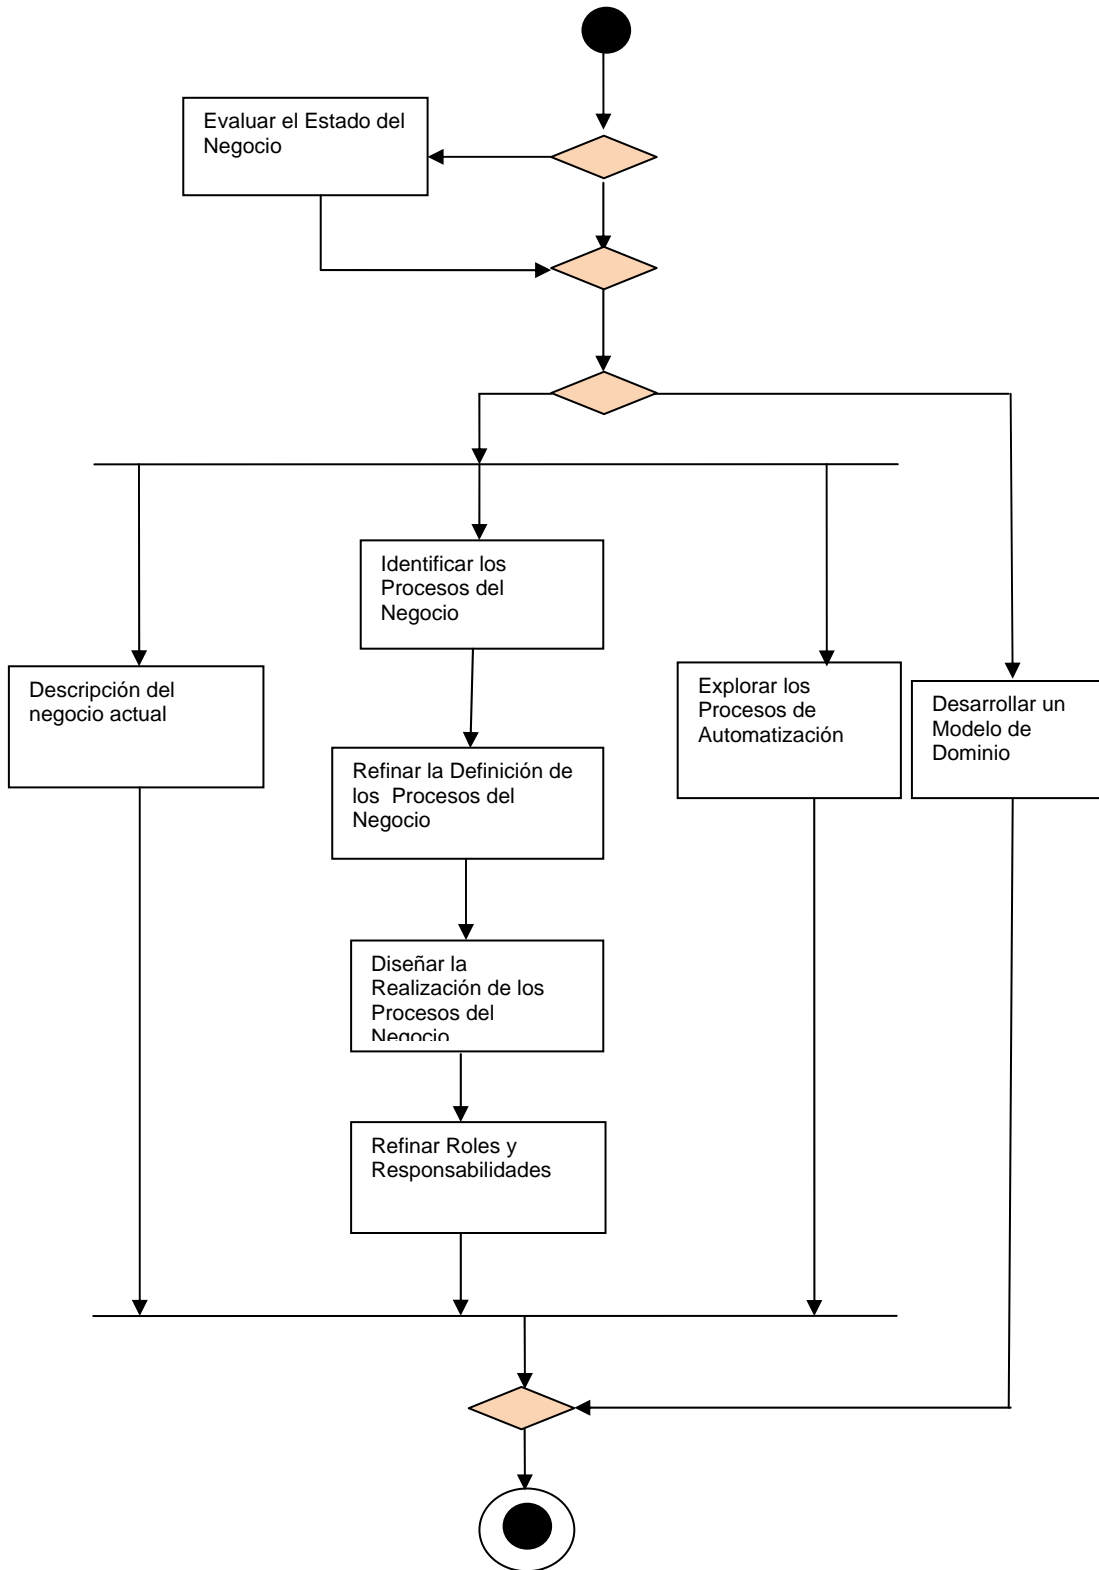 Evaluar el Estado del
Negocio
Identificar los
Procesos del
Negocio
Descripción del
negocio actual
Explorar los
Procesos de
Automatización
Desarrollar un
Modelo de
Dominio
Refinar la Definición de
los  Procesos del
Negocio
Diseñar la
Realización de los
Procesos del
Negocio
Refinar Roles y
Responsabilidades